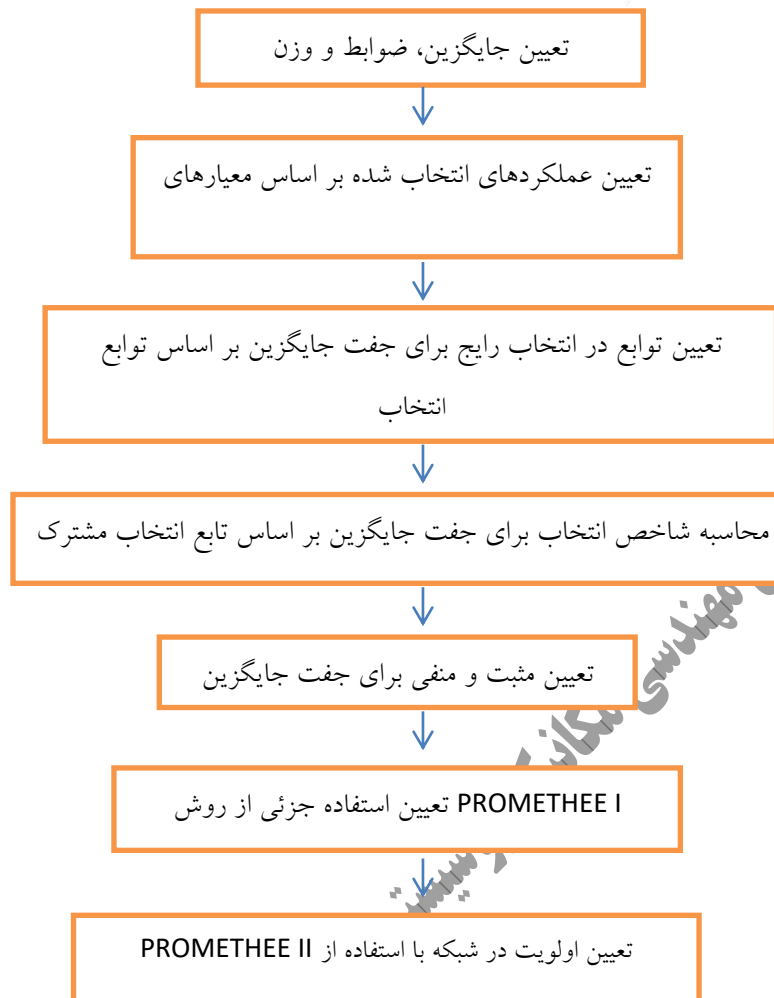 تعیین جایگزین، ضوابط و وزن
تعیین عملکردهای انتخاب شده بر اساس معیارهای
تعیین توابع در انتخاب رایج برای جفت جایگزین بر اساس توابع
انتخاب
محاسبه شاخص انتخاب برای جفت جایگزین بر اساس تابع انتخاب مشترک
تعیین مثبت و منفی برای جفت جایگزین
PROMETHEE I تعیین استفاده جزئی از روش
تعیین اولویت در شبکه با استفاده از PROMETHEE II
مهندسی